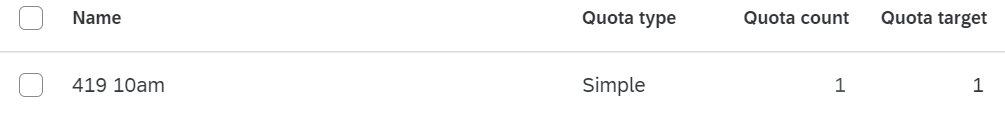 Name Quota type Quota count Quota target
419 10am Simple 1 1